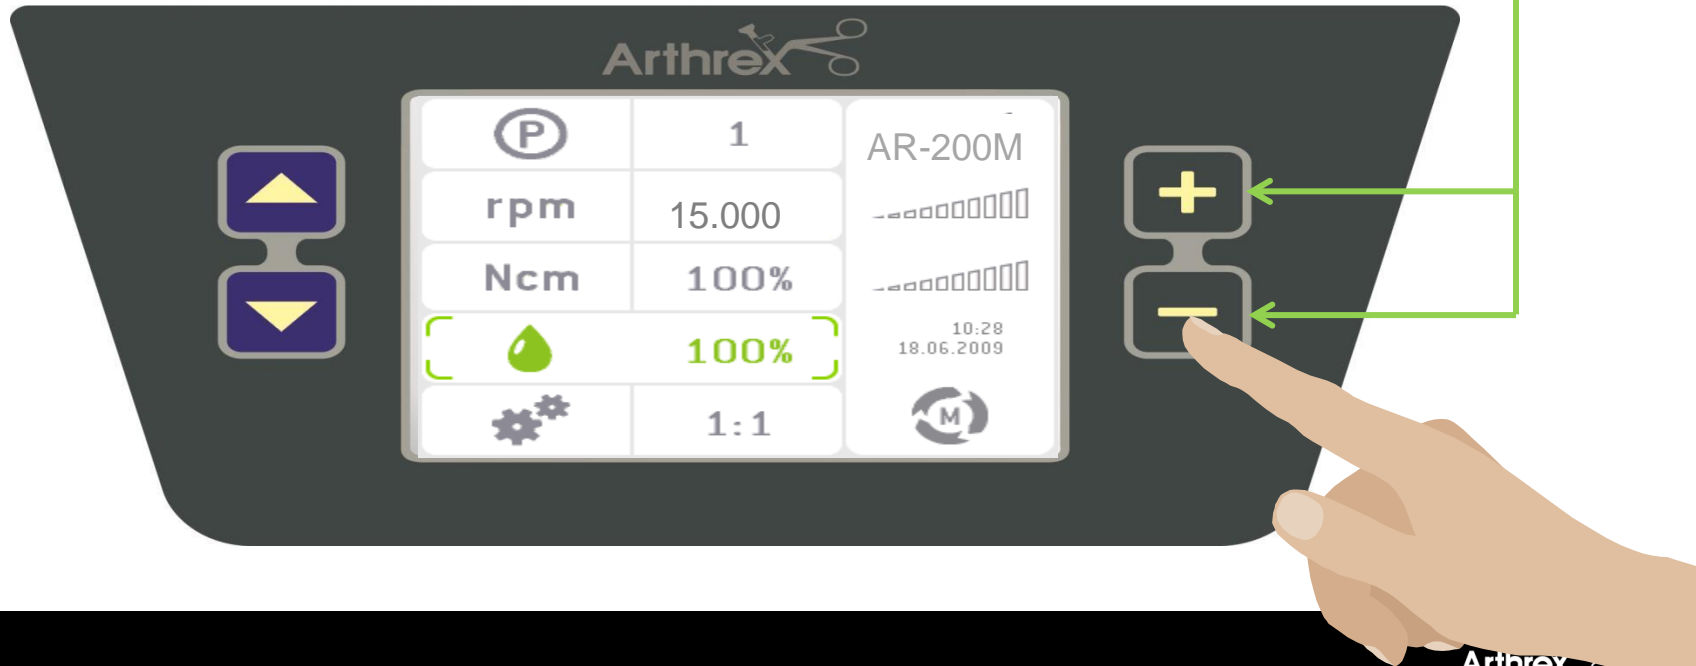 Arthrex
P 1
AR-200M
rpm 15.000
Ncm 100%
100%
10:28
18.06.2009
1:1
M
Arthrex